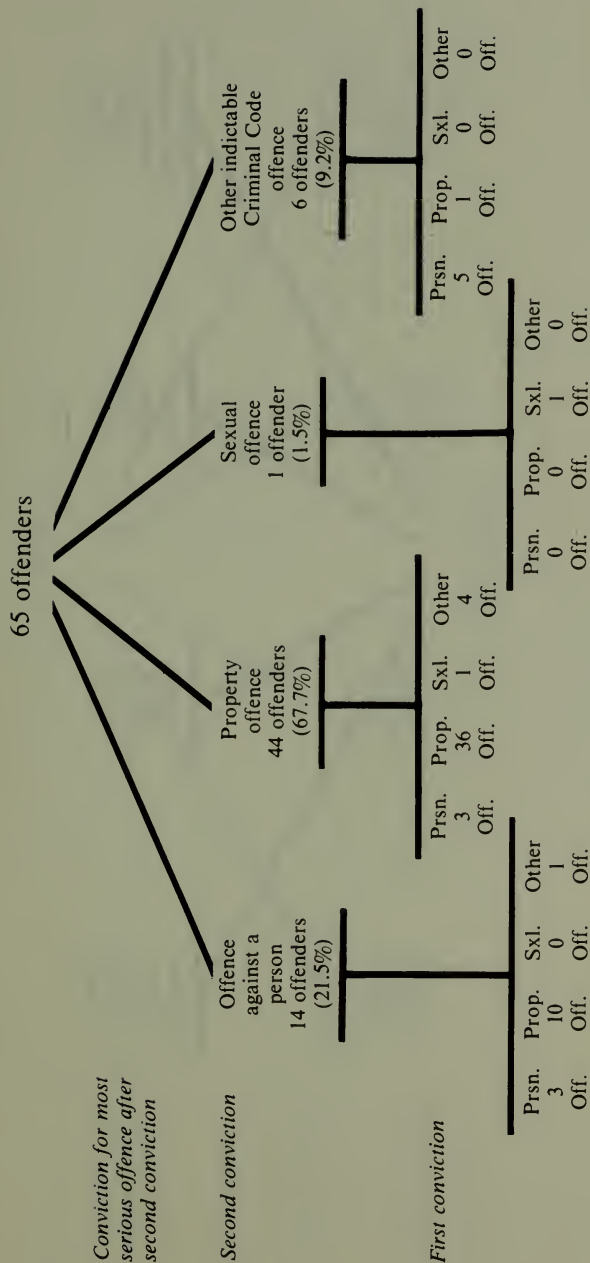 65 offenders
Conviction for most
serious offence after
second conviction
Second conviction
Offence
against a
person
14 offenders
(21.5%)
Property
offence
44 offenders
(67.7%)
Sexual
offence
1 offender
(1.5%)
Other indictable
Criminal Code
offence
6 offenders
(9.2%)
First conviction
Prsn. Prop. Sxl. Other
3 10 0 1
Off. Off. Off. Off.
Prsn. Prop. Sxl. Other
3 36 1 4
Off. Off. Off. Off.
Prsn. Prop. Sxl. Other
0 0 1 0
Off. Off. Off. Off.
Prsn. Prop. Sxl. Other
5 1 0 0
Off. Off. Off. Off.